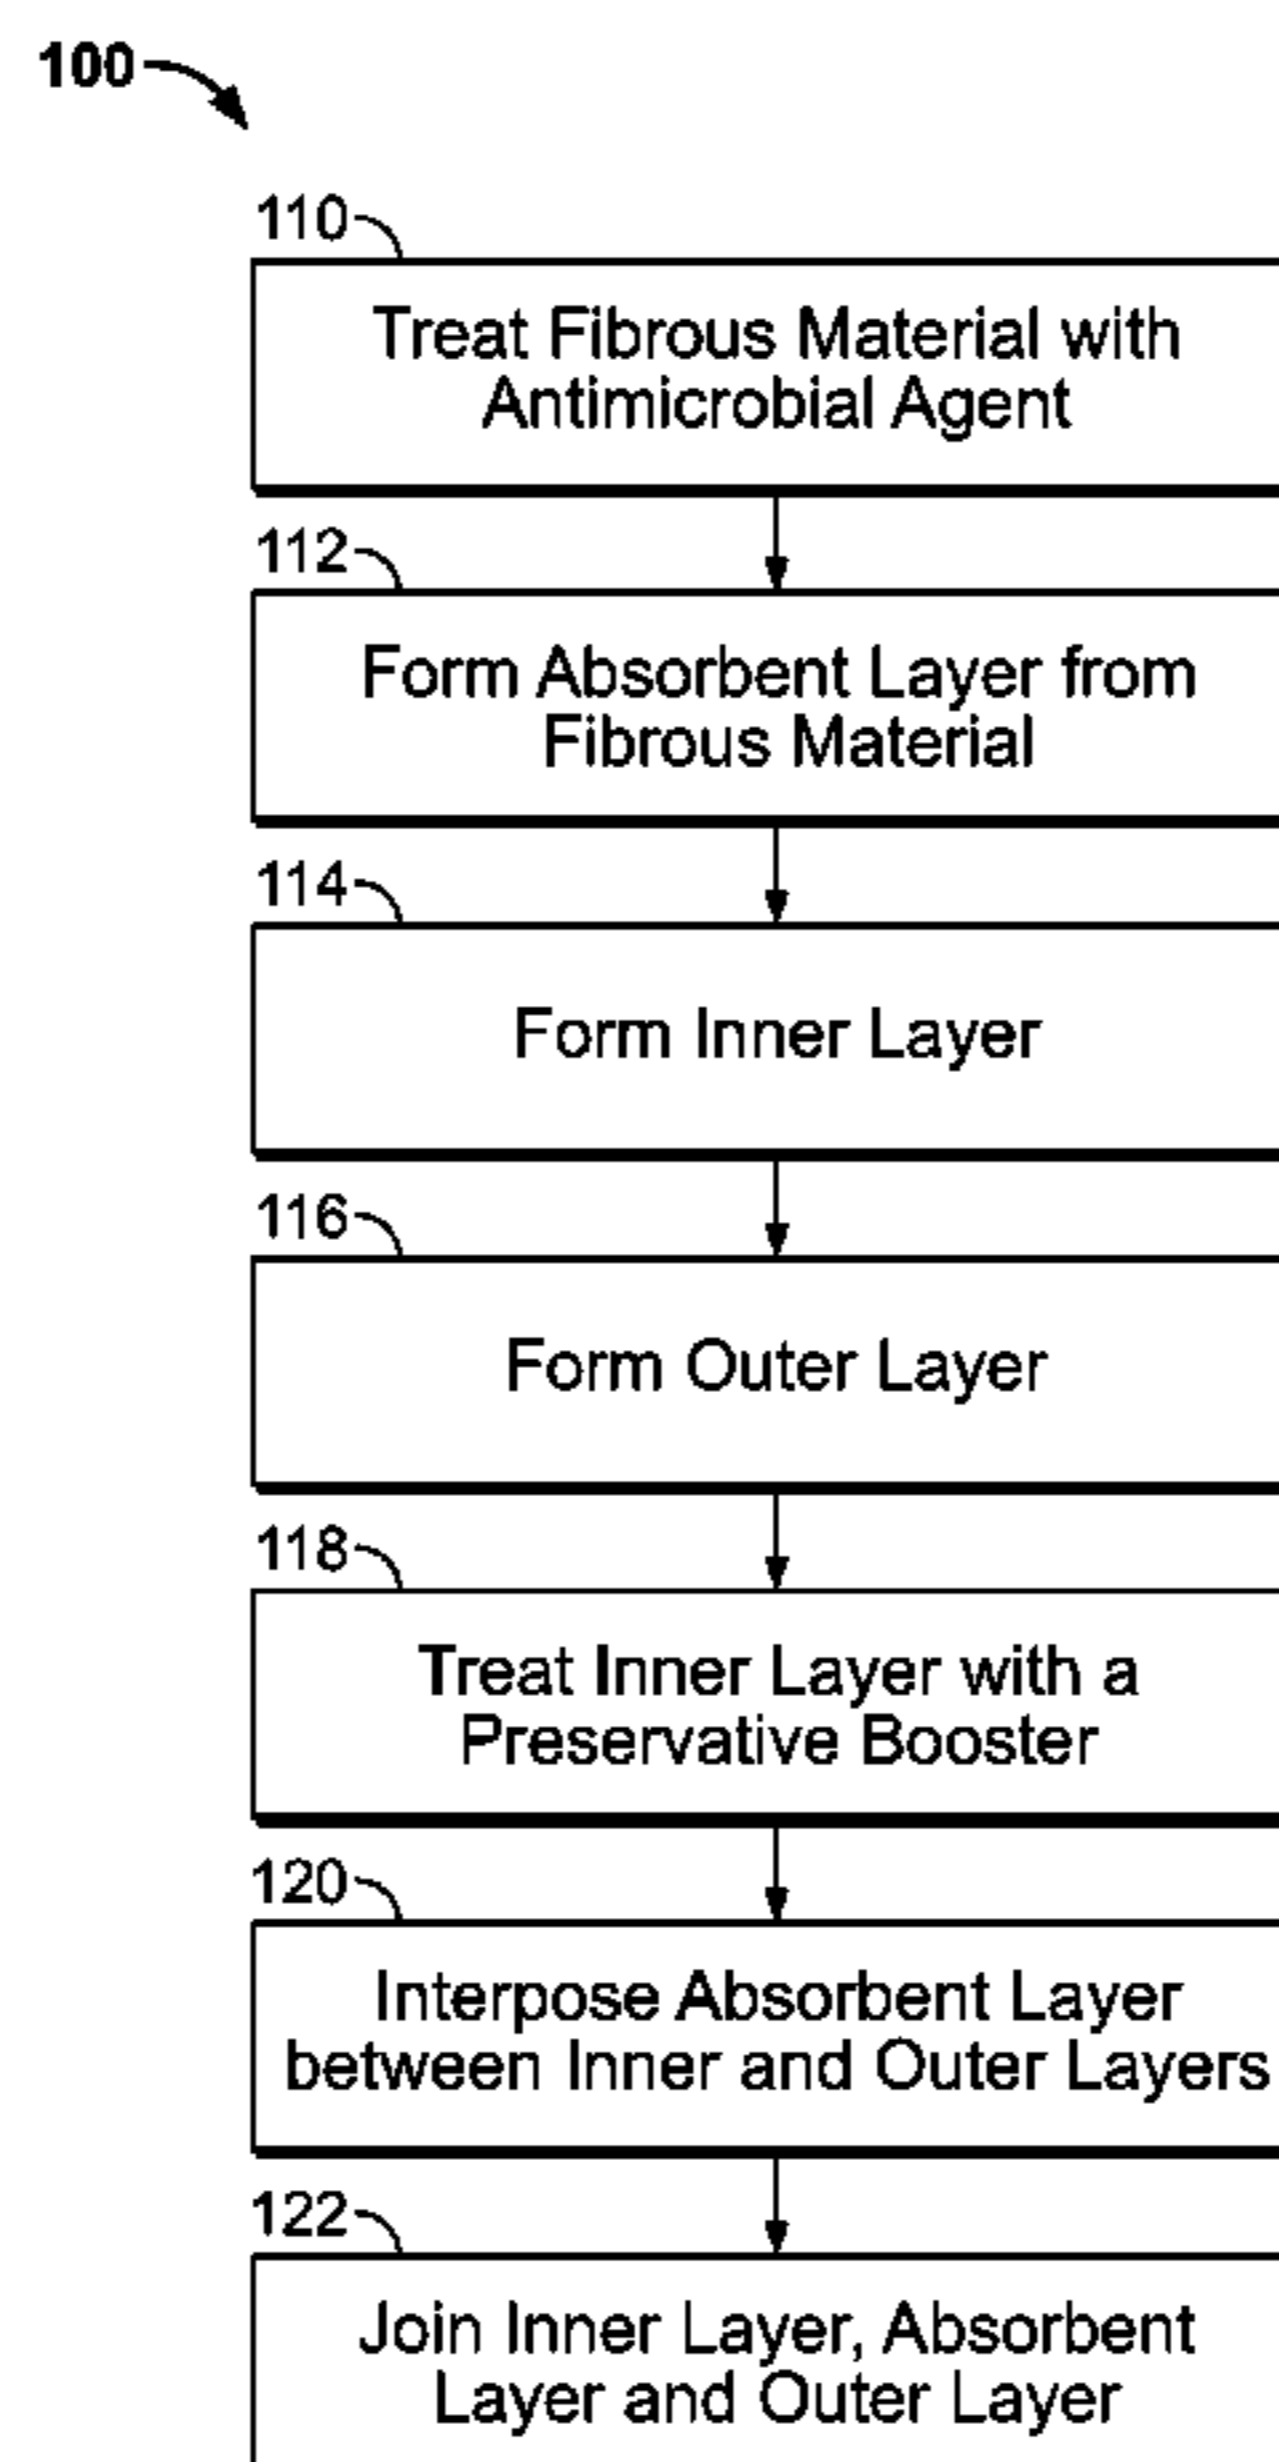 100
110
Treat Fibrous Material with
Antimicrobial Agent
112
Form Absorbent Layer from
Fibrous Material
114
Form Inner Layer
116
Form Outer Layer
118
Treat Inner Layer with a
Preservative Booster
120
Interpose Absorbent Layer
between Inner and Outer Layers
122
Join Inner Layer, Absorbent
Layer and Outer Layer